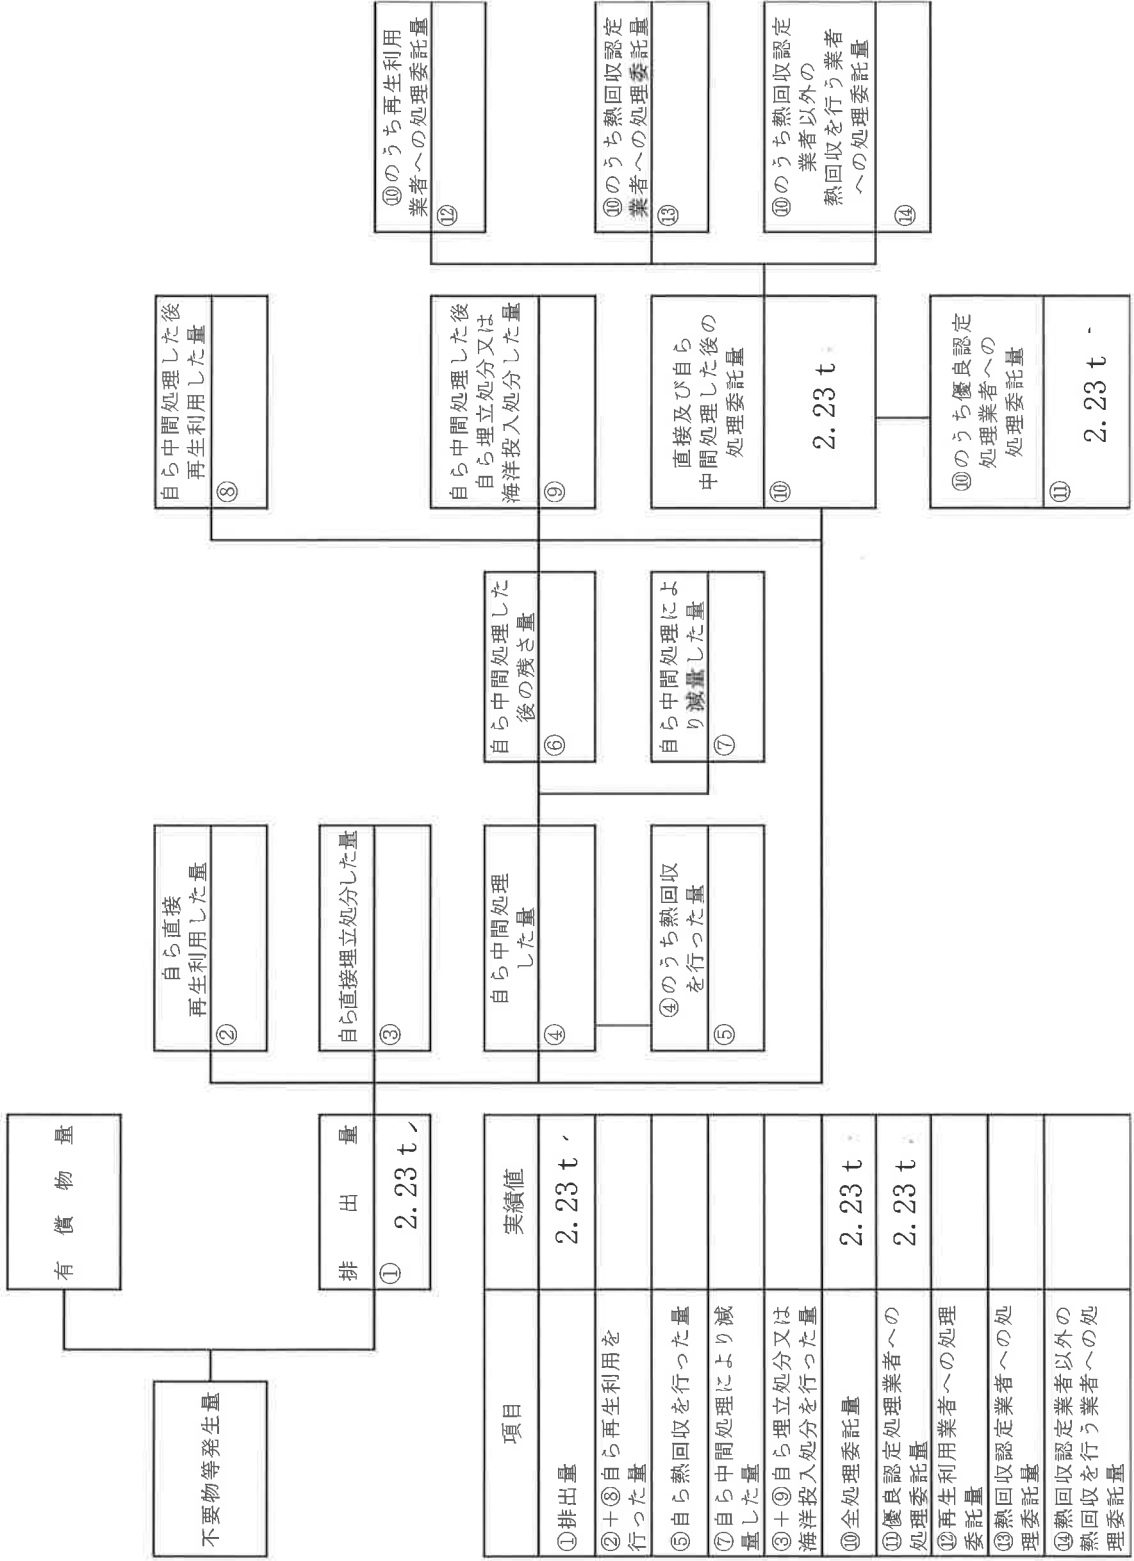 不要物等発生量
有償物量
排出量
①
2.23 t
自ら直接
再生利用した量
②
自ら直接埋立処分した量
③
自ら中間処理
した量
④
④のうち熱回収
を行った量
⑤
自ら中間処理した
後の残さ量
⑥
自ら中間処理によ
り減量した量
⑦
自ら中間処理した後
再生利用した量
⑧
自ら中間処理した後
自ら埋立処分又は
海洋投入処分した量
⑨
直接及び自ら
中間処理した後の
処理委託量
⑩
2.23 t
⑩のうち優良認定
処理業者への
処理委託量
⑪
2.23 t
⑩のうち再生利用
業者への処理委託量
⑫
⑩のうち熱回収認定
業者への処理委託量
⑬
⑩のうち熱回収認定
業者以外の
熱回収を行う業者
への処理委託量
⑭
項目 実績値
①排出量 2.23 t
②+⑧自ら再生利用を
行った量
⑤自ら熱回収を行った量
⑦自ら中間処理により減
量した量
③+⑨自ら埋立処分又は
海洋投入処分を行った量
⑩全処理委託量 2.23 t
⑪優良認定処理業者への
処理委託量 2.23 t
⑫再生利用業者への処理
委託量
⑬熱回収認定業者への処
理委託量
⑭熱回収認定業者以外の
熱回収を行う業者への処
理委託量